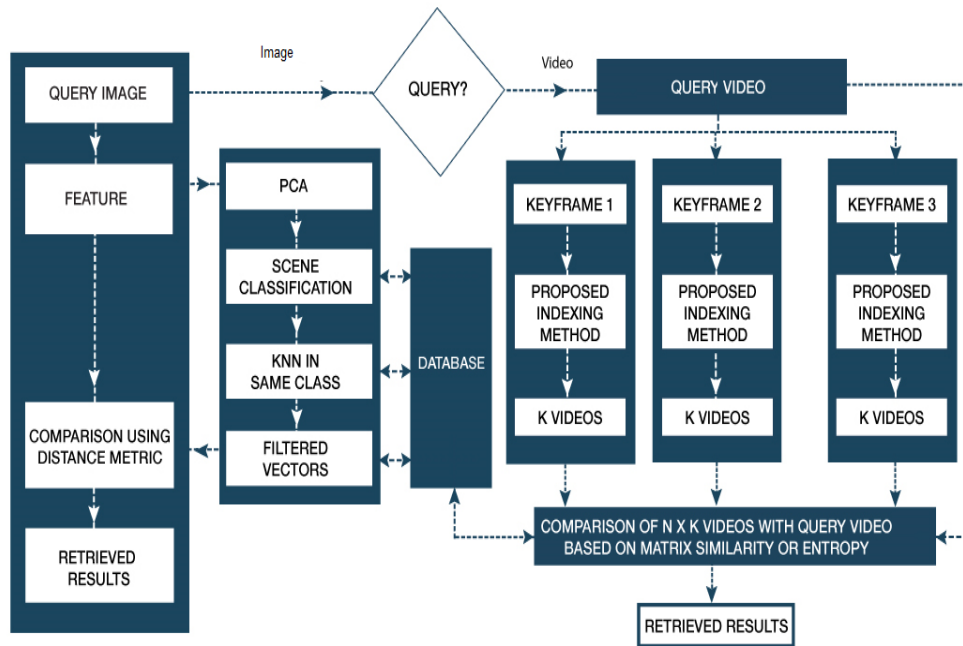 Image
QUERY?
Video
QUERY IMAGE
FEATURE
COMPARISON USING
DISTANCE METRIC
RETRIEVED
RESULTS
PCA
SCENE
CLASSIFICATION
KNN IN
SAME CLASS
FILTERED
VECTORS
DATABASE
QUERY VIDEO
KEYFRAME 1
PROPOSED
INDEXING
METHOD
K VIDEOS
KEYFRAME 2
PROPOSED
INDEXING
METHOD
K VIDEOS
KEYFRAME 3
PROPOSED
INDEXING
METHOD
K VIDEOS
COMPARISON OF N X K VIDEOS WITH QUERY VIDEO
BASED ON MATRIX SIMILARITY OR ENTROPY
RETRIEVED RESULTS